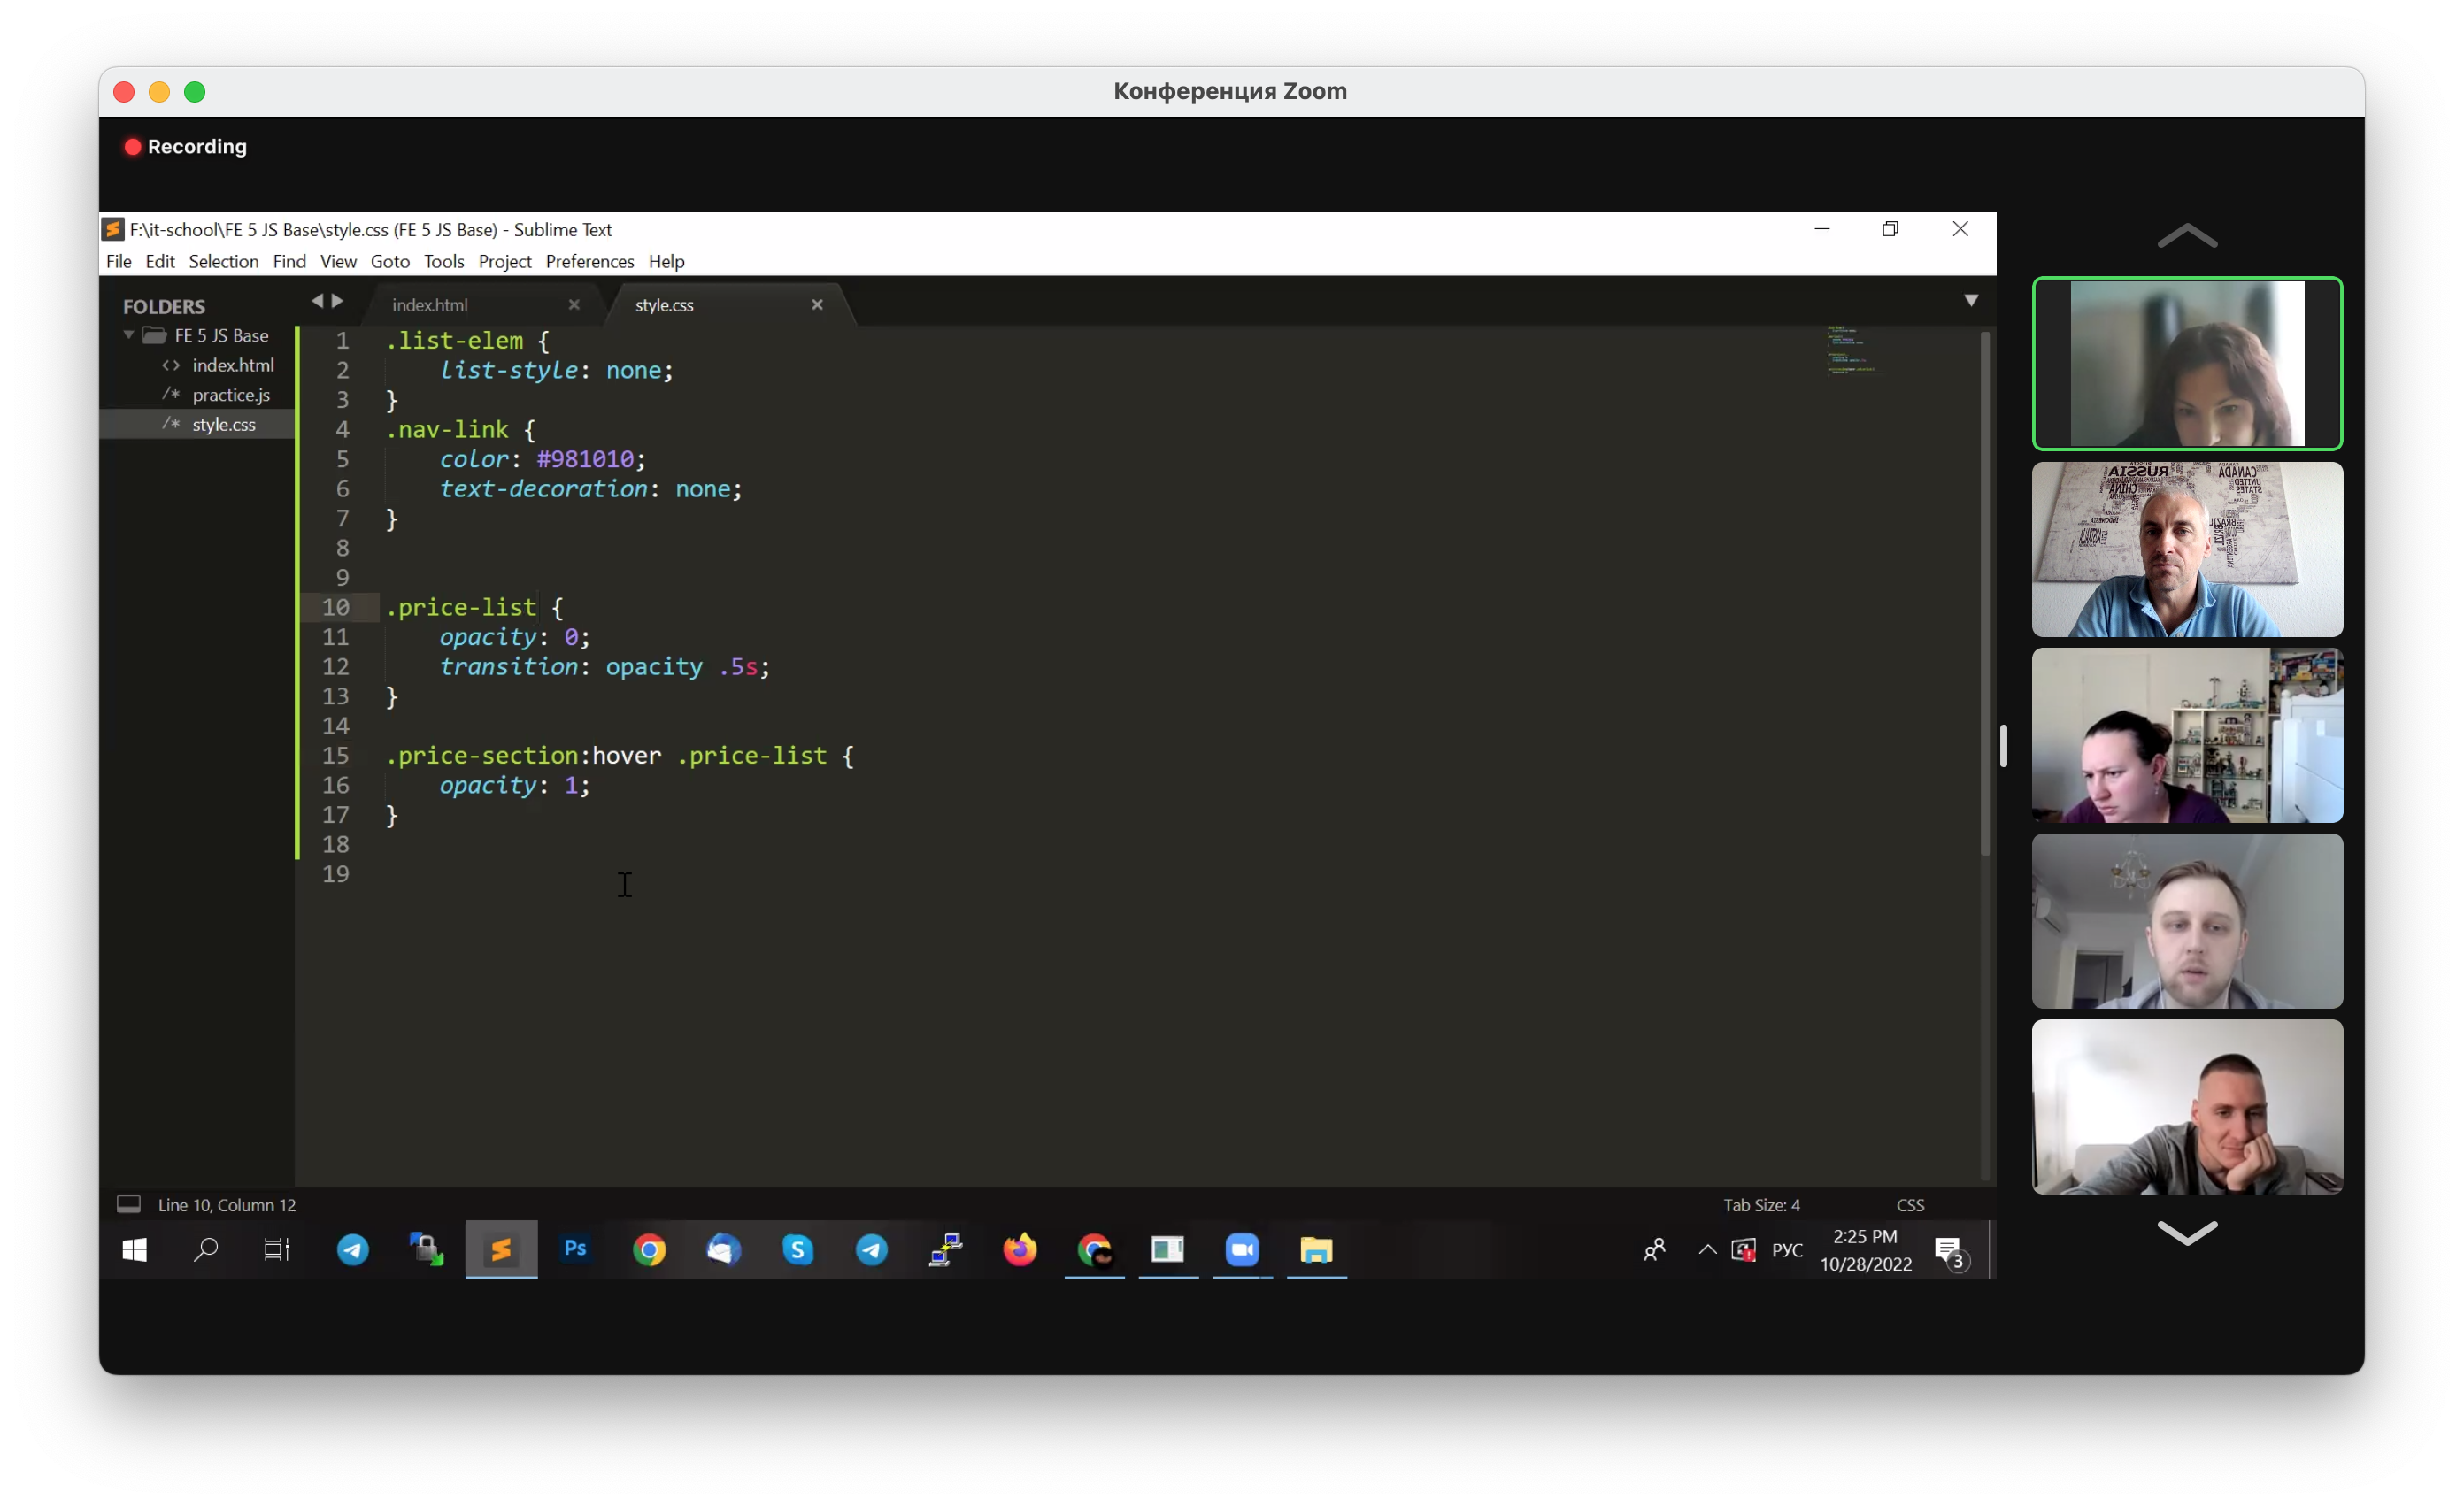 Конференция Zoom
Recording
F:\it-school\FE 5 JS Base\style.css (FE 5 JS Base) - Sublime Text
File Edit Selection Find View Goto Tools Project Preferences Help
FOLDERS
FE 5 JS Base
<> index.html
/* practice.js
/* style.css
index.html
style.css
1 .list-elem {
2 list-style: none;
3 }
4 .nav-link {
5 color: #981010;
6 text-decoration: none;
7 }
8
9
10 .price-list {
11 opacity: 0;
12 transition: opacity .5s;
13 }
14
15 .price-section:hover .price-list {
16 opacity: 1;
17 }
18
19
RUSSIA
CANADA
UNITED
STATES
CHINA
INDONESIA
BRAZIL
Line 10, Column 12
Tab Size: 4
CSS
Ps
S
РУС
2:25 PM
10/28/2022
3